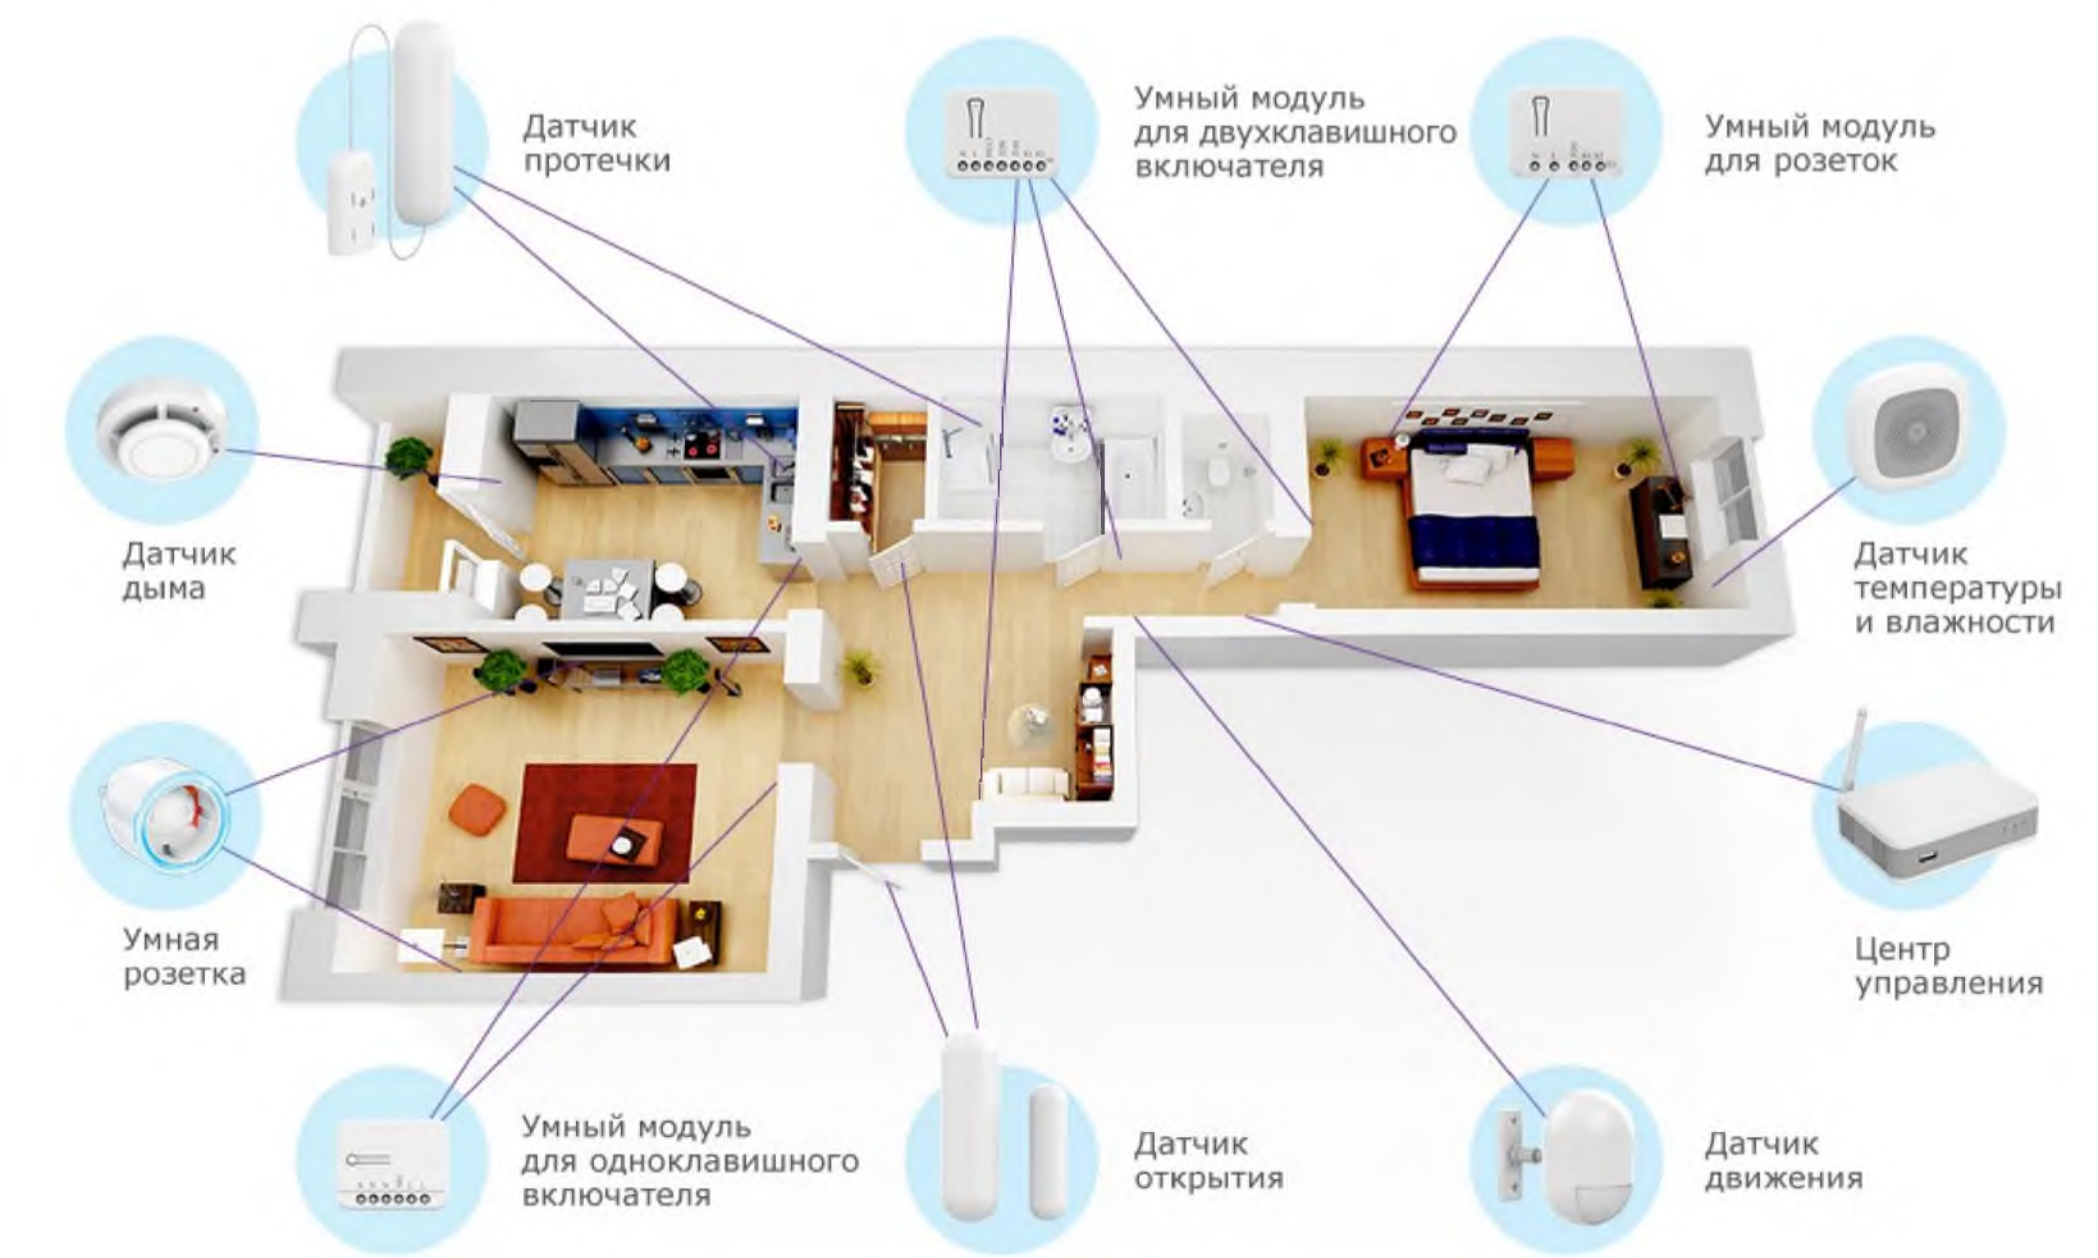 Датчик
протечки
Умный модуль
для двухклавишного
включателя
Умный модуль
для розеток
Датчик
дыма
Датчик
температуры
и влажности
Умная
розетка
Центр
управления
Умный модуль
для одноклавишного
включателя
Датчик
открытия
Датчик
движения